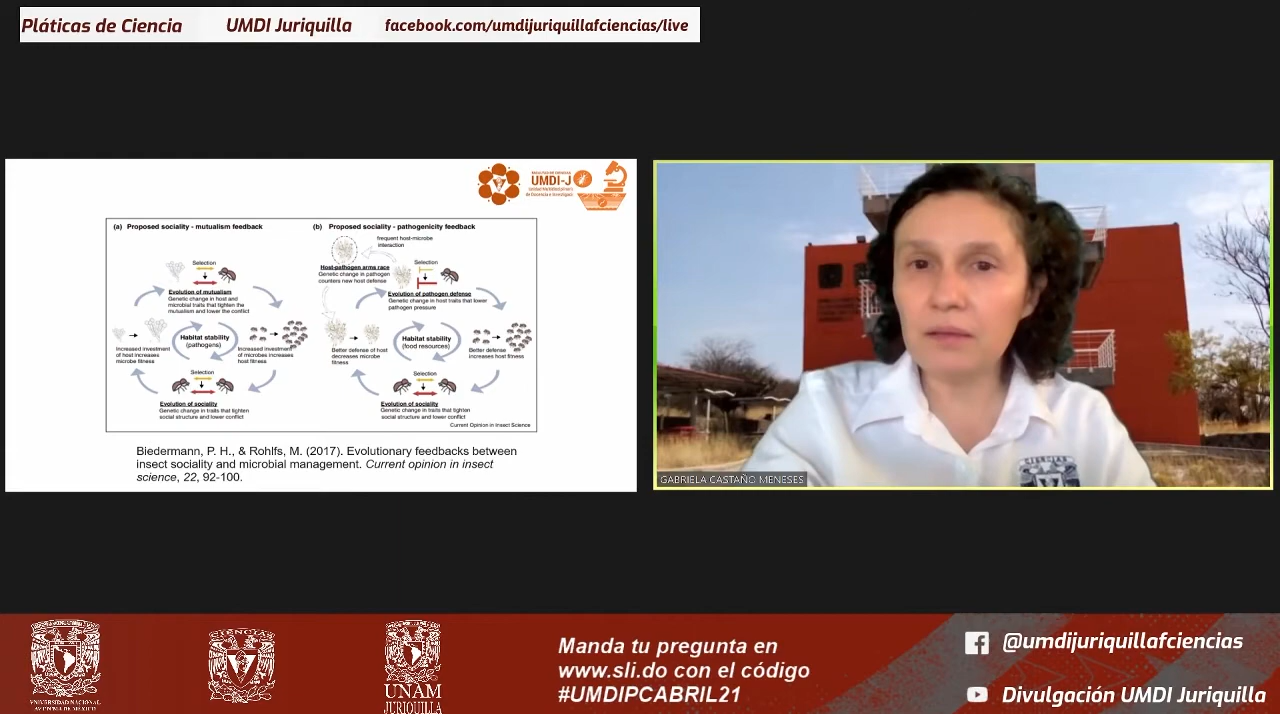 Pláticas de Ciencia
UMDI Juriquilla
facebook.com/umdijuriquillafciencias/live
UMDI-J
(a) Proposed sociality - mutualism feedback
Selection
Evolution of mutualism
Genetic change in host and
microbial traits that tighten the
mutualism and lower the conflict
Habitat stability
(pathogens)
Increased investment
of host increases
microbe fitness
Increased investment
of microbes increases
host fitness
Selection
Evolution of sociality
Genetic change in traits that tighten
social structure and lower conflict
(b) Proposed sociality - pathogenicity feedback
frequent host-microbe
interaction
Host-pathogen arms race
Genetic change in pathogen
counters new host defense
Selection
Evolution of pathogen defense
Genetic change in host traits that lower
pathogen pressure
Habitat stability
(food resources)
Better defense of host
decreases microbe
fitness
Better defense
increases host fitness
Selection
Evolution of sociality
Genetic change in traits that tighten
social structure and lower conflict
Current Opinion in Insect Science
Biedermann, P. H., & Rohlfs, M. (2017). Evolutionary feedbacks between
insect sociality and microbial management. Current opinion in insect
science, 22, 92-100.
GABRIELA CASTAÑO MENESES
CIENCIAS
UNAM
JURIQUILLA
Manda tu pregunta en
www.sli.do con el código
#UMDIPCABRIL21
@umdijuriquillafciencias
Divulgación UMDI Juriquilla